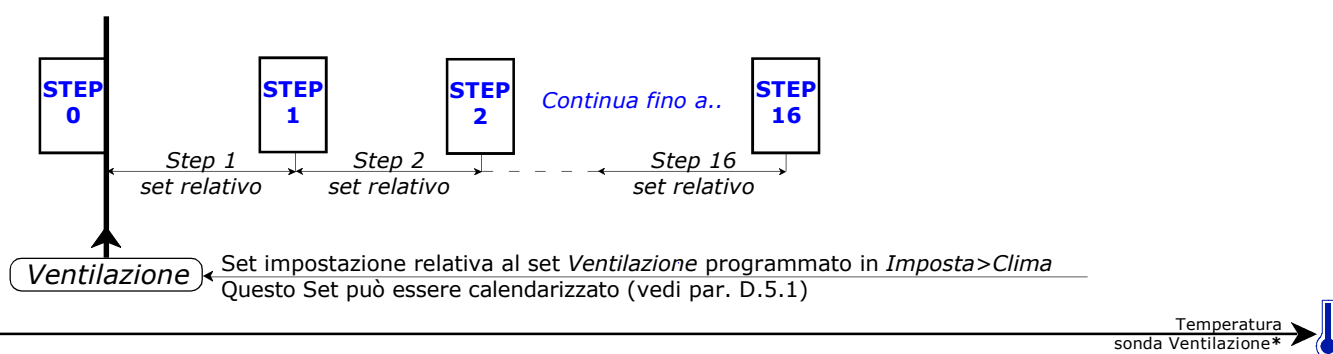 STEP
0
STEP
1
STEP
2
Continua fino a..
STEP
16
Step 1
set relativo
Step 2
set relativo
Step 16
set relativo
Ventilazione
Set impostazione relativa al set Ventilazione programmato in Imposta>Clima
Questo Set può essere calendarizzato (vedi par. D.5.1)
Temperatura
sonda Ventilazione*